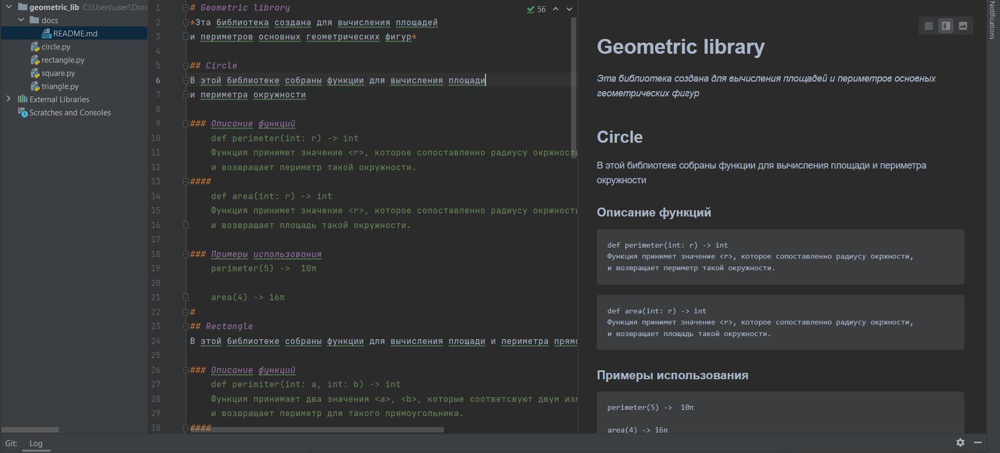 geometric_lib C:\Users\user\Docu
docs
README.md
circle.py
rectangle.py
square.py
triangle.py
External Libraries
Scratches and Consoles
56
1 # Geometric library
2 *Эта библиотека создана для вычисления площадей
3 и периметров основных геометрических фигур*
4
5 ## Circle
6 В этой библиотеке собраны функции для вычисления площади
7 и периметра окружности
8
9 ### Описание функций
10 def perimeter(int: r) -> int
11 Функция принимет значение <r>, которое сопоставленно радиусу окржности
12 и возвращает периметр такой окружности.
13 ####
14 def area(int: r) -> int
15 Функция принимет значение <r>, которое сопоставленно радиусу окржности
16 и возвращает площадь такой окружности.
17
18 ### Примеры использования
19 perimeter(5) ->  10π
20
21 area(4) -> 16π
22 #
23 ## Rectangle
24 В этой библиотеке собраны функции для вычисления площади и периметра прямо
25
26 ### Описание функций
27 def perimiter(int: a, int: b) -> int
28 Функция принимает два значения <a>, <b>, которые соответсвуют двум изм
29 и возвращает периметр для такого прямоугольника.
30 ####
Geometric library
Эта библиотека создана для вычисления площадей и периметров основных
геометрических фигур
Circle
В этой библиотеке собраны функции для вычисления площади и периметра
окружности
Описание функций
def perimeter(int: r) -> int
Функция принимет значение <r>, которое сопоставленно радиусу окржности,
и возвращает периметр такой окружности.
def area(int: r) -> int
Функция принимет значение <r>, которое сопоставленно радиусу окржности,
и возвращает площадь такой окружности.
Примеры использования
perimeter(5) ->  10π
area(4) -> 16π
Notifications
Git: Log